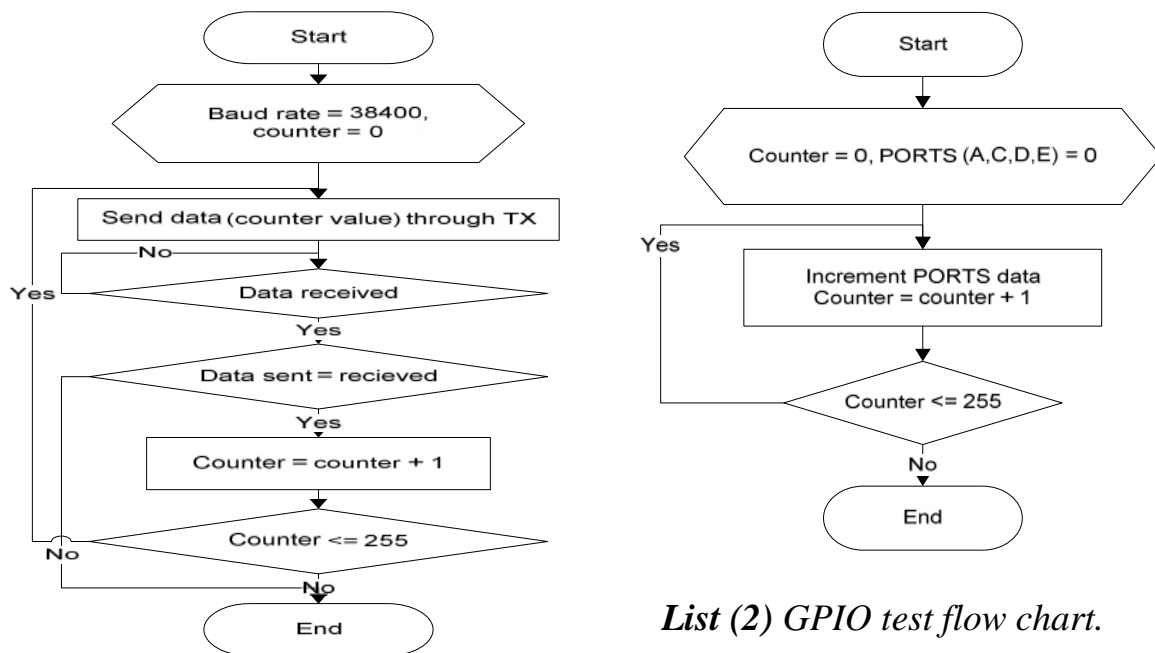 Start
Baud rate = 38400,
counter = 0
Send data (counter value) through TX
No
Data received
Yes
Yes
Data sent = recieved
Yes
Counter = counter + 1
Counter <= 255
No
No
End
Start
Counter = 0, PORTS (A,C,D,E) = 0
Yes
Increment PORTS data
Counter = counter + 1
Counter <= 255
No
End
List (2) GPIO test flow chart.